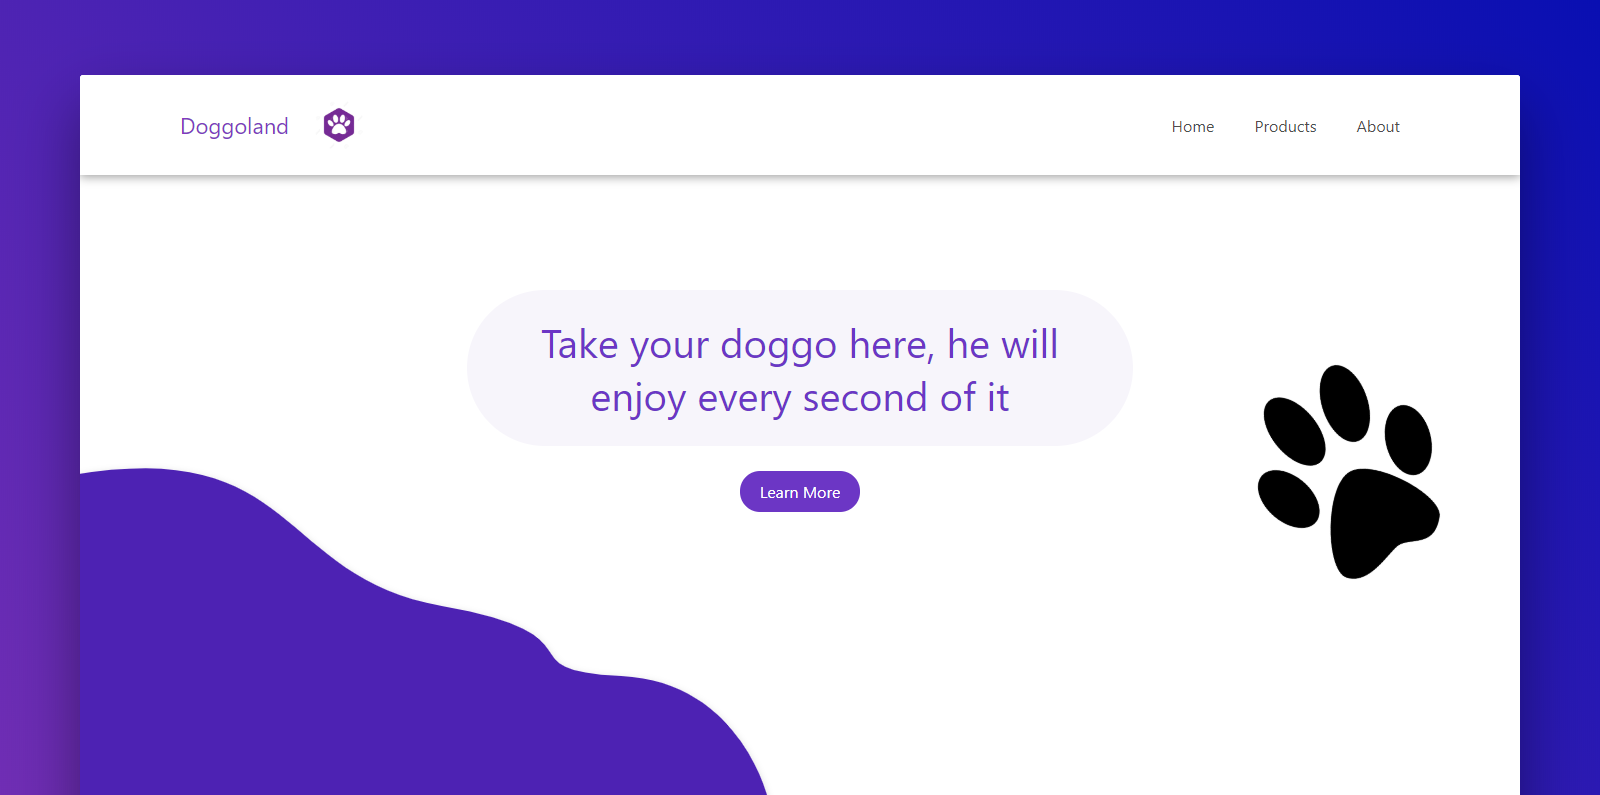 Doggoland
Home
Products
About
Take your doggo here, he will
enjoy every second of it
Learn More